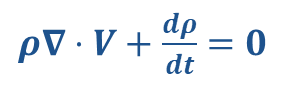 ρ∇ · V + dρ/dt = 0